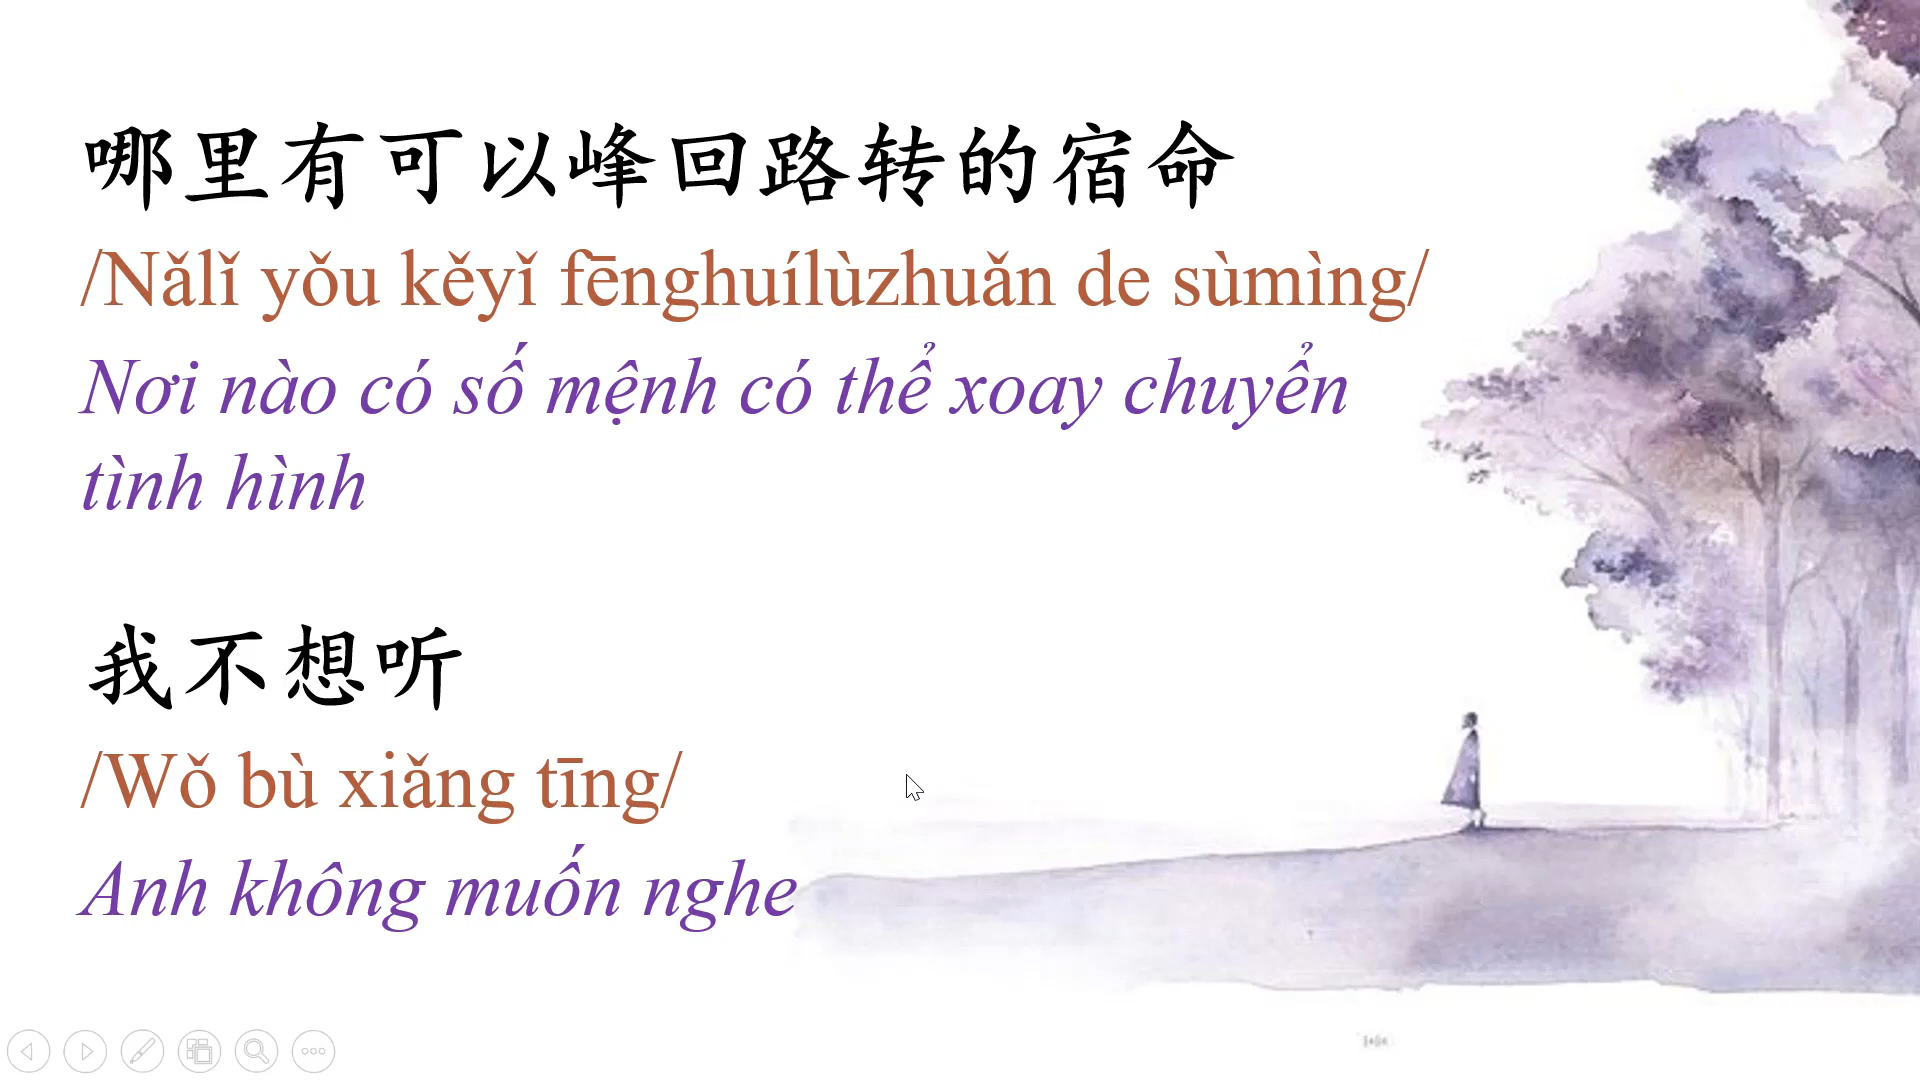 哪里有可以峰回路转的宿命
/Nǎlǐ yǒu kěyǐ fēnghuílùzhuǎn de sùmìng/
Nơi nào có số mệnh có thể xoay chuyển
tình hình
我不想听
/Wǒ bù xiǎng tīng/
Anh không muốn nghe